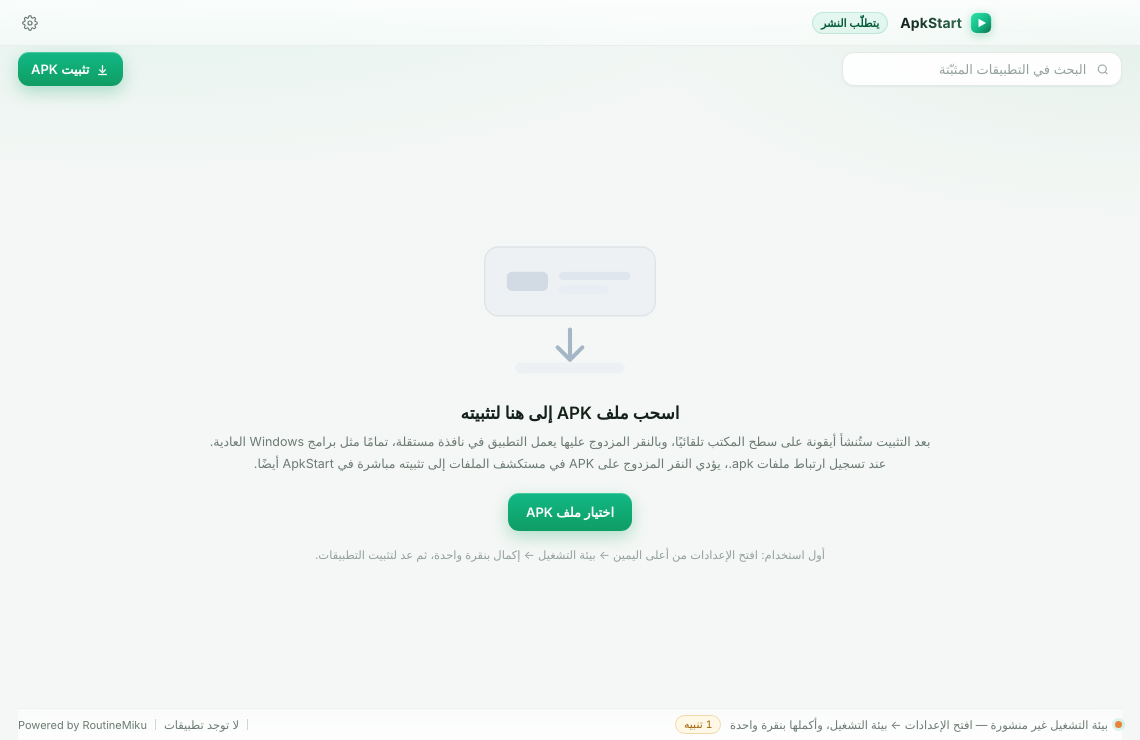 ApkStart يتطلّب النشر
البحث في التطبيقات المثبّتة
تثبيت APK
اسحب ملف APK إلى هنا لتثبيته
بعد التثبيت ستُنشأ أيقونة على سطح المكتب تلقائيًا، وبالنقر المزدوج عليها يعمل التطبيق في نافذة مستقلة، تمامًا مثل برامج Windows العادية.
عند تسجيل ارتباط ملفات apk.، يؤدي النقر المزدوج على APK في مستكشف الملفات إلى تثبيته مباشرة في ApkStart أيضًا.
اختيار ملف APK
أول استخدام: افتح الإعدادات من أعلى اليمين ← بيئة التشغيل ← إكمال بنقرة واحدة، ثم عد لتثبيت التطبيقات.
بيئة التشغيل غير منشورة — افتح الإعدادات ← بيئة التشغيل، وأكملها بنقرة واحدة
1 تنبيه
لا توجد تطبيقات
Powered by RoutineMiku